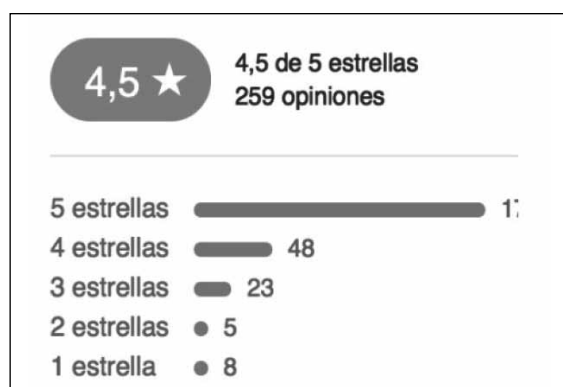 4,5 ★
4,5 de 5 estrellas
259 opiniones
5 estrellas
4 estrellas 48
3 estrellas 23
2 estrellas 5
1 estrella 8